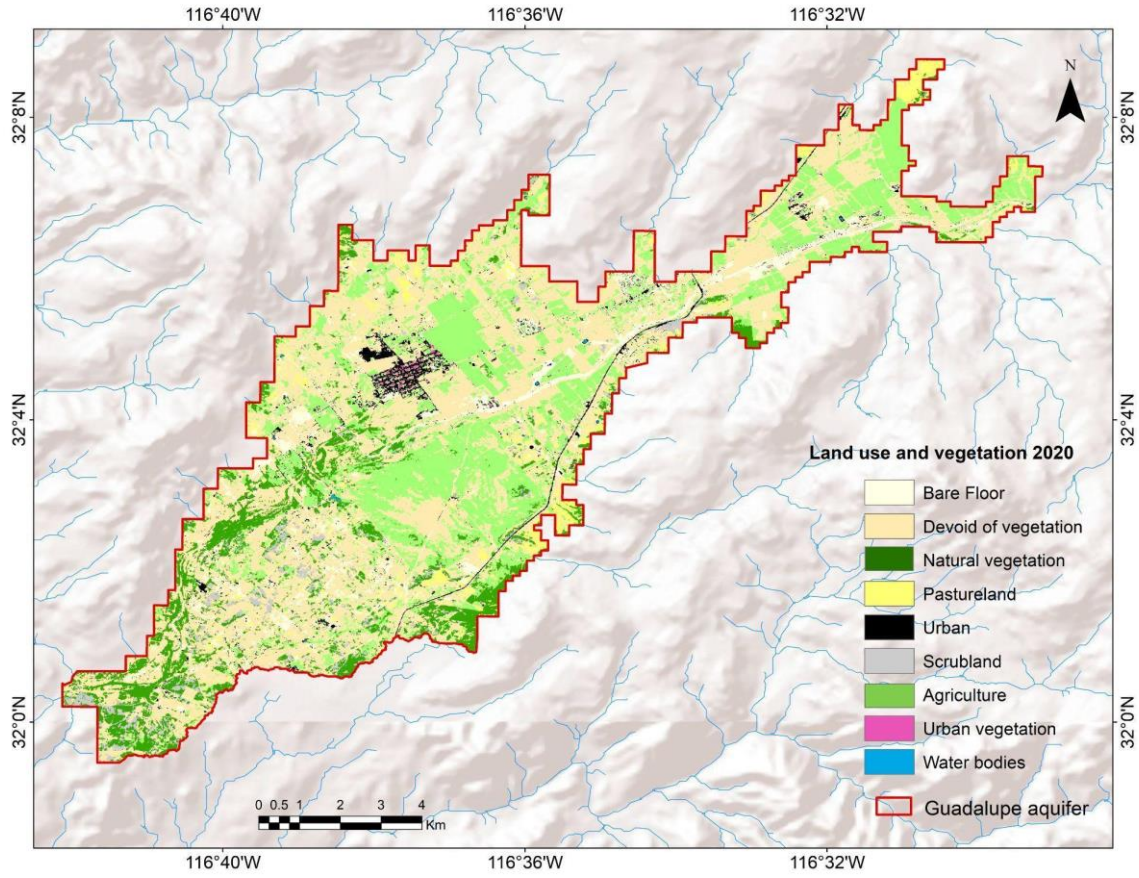 116°40'W 116°36'W 116°32'W
N
32°8'N 32°8'N
32°4'N 32°4'N
Land use and vegetation 2020
Bare Floor
Devoid of vegetation
Natural vegetation
Pastureland
Urban
Scrubland
Agriculture
Urban vegetation
Water bodies
Guadalupe aquifer
32°0'N 32°0'N
0 0.5 1 2 3 4
Km
116°40'W 116°36'W 116°32'W